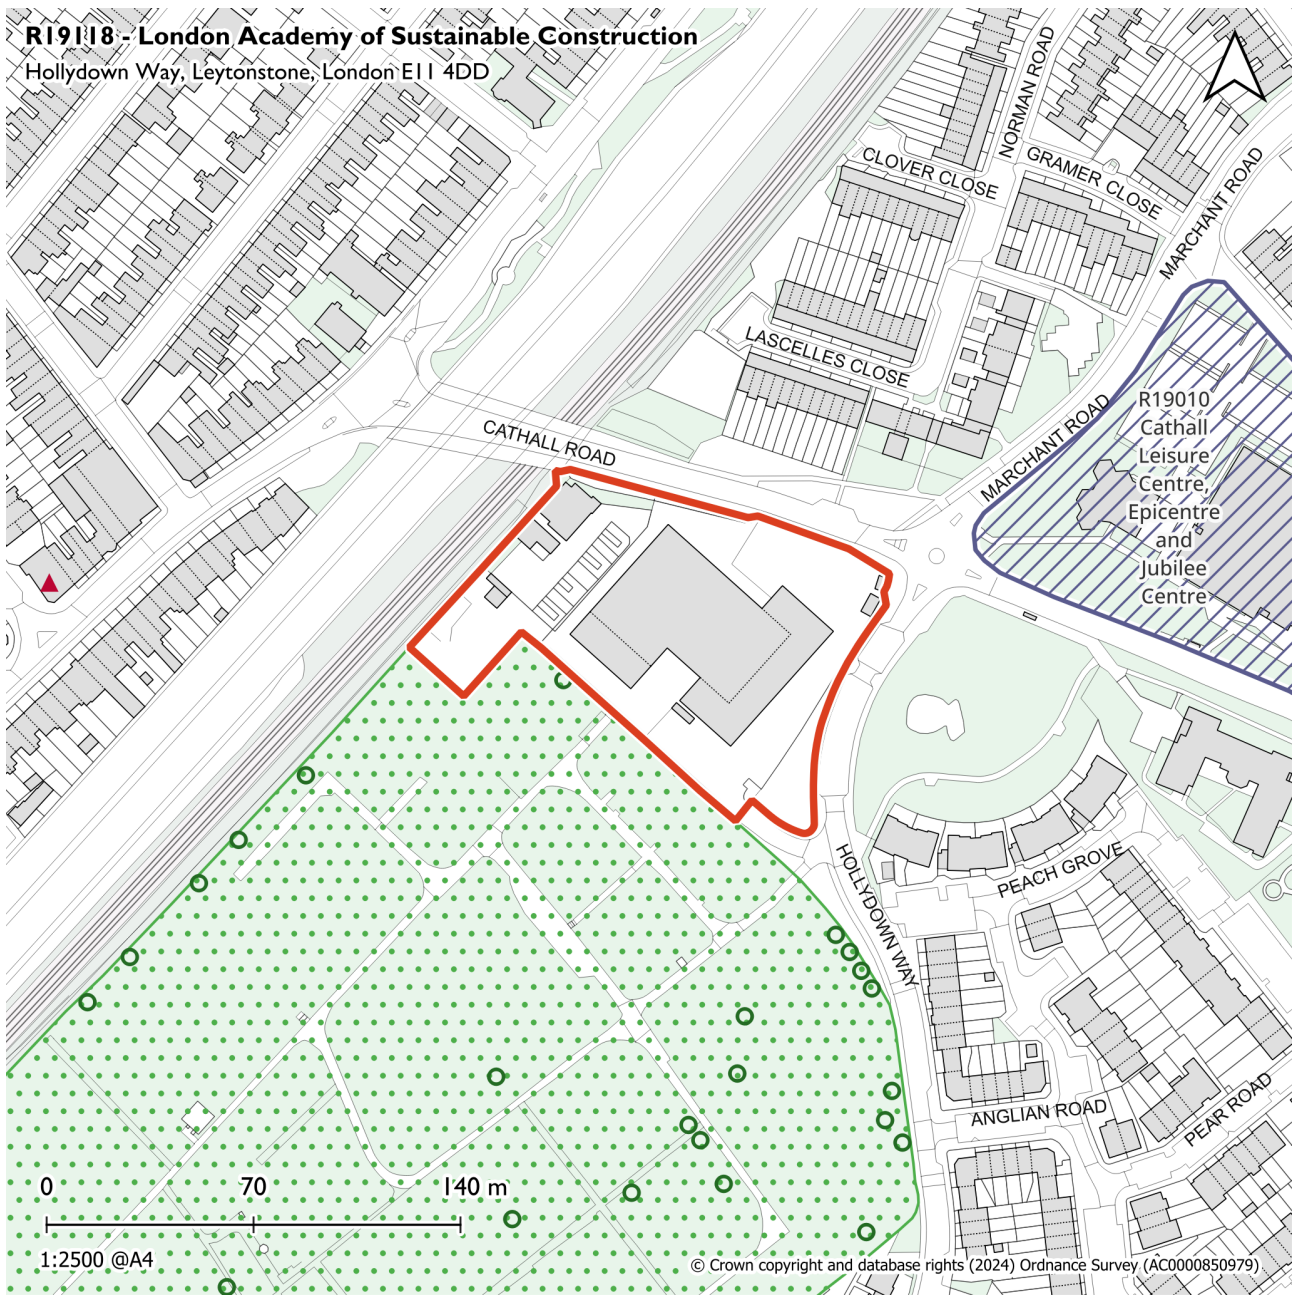 R19118 - London Academy of Sustainable Construction
Hollydown Way, Leytonstone, London E11 4DD
NORMAN ROAD
CLOVER CLOSE
GRAMER CLOSE
MARCHANT ROAD
LASCELLES CLOSE
CATHALL ROAD
MARCHANT ROAD
R19010
Cathall
Leisure
Centre,
Epicentre
and
Jubilee
Centre
HOLLYDOWN WAY
PEACH GROVE
ANGLIAN ROAD
PEAR ROAD
0 70 140 m
1:2500 @A4
© Crown copyright and database rights (2024) Ordnance Survey (AC0000850979)